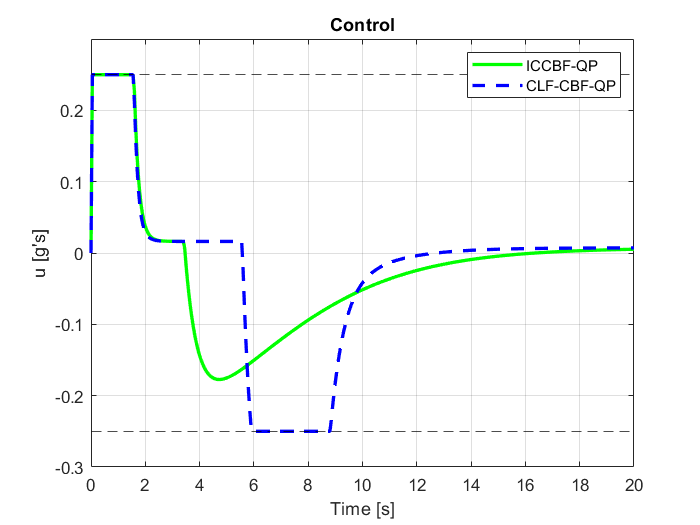 Control
ICCBF-QP
CLF-CBF-QP
u [g's]
0.2
0.1
0
-0.1
-0.2
-0.3
0 2 4 6 8 10 12 14 16 18 20
Time [s]